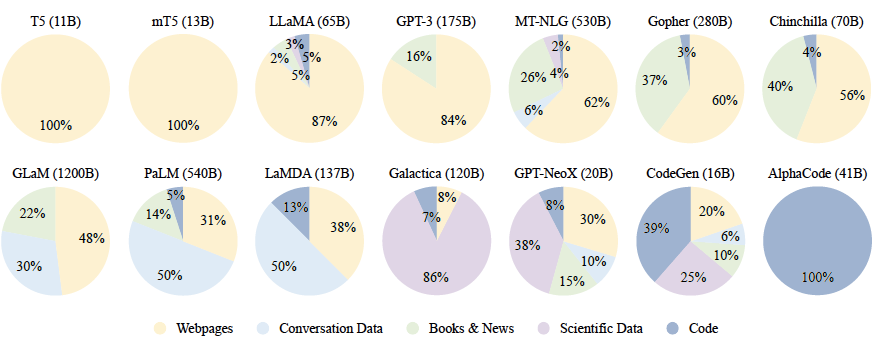 T5 (11B) mT5 (13B) LLaMA (65B) GPT-3 (175B) MT-NLG (530B) Gopher (280B) Chinchilla (70B)
100%
100%
3% 5% 2% 5% 87%
16% 84%
2% 26% 4% 6% 62%
3% 37% 60%
4% 40% 56%
GLaM (1200B) PaLM (540B) LaMDA (137B) Galactica (120B) GPT-NeoX (20B) CodeGen (16B) AlphaCode (41B)
22% 48% 30%
5% 14% 31% 50%
13% 38% 50%
8% 7% 86%
8% 30% 38% 10% 15%
20% 39% 6% 10% 25%
100%
Webpages Conversation Data Books & News Scientific Data Code